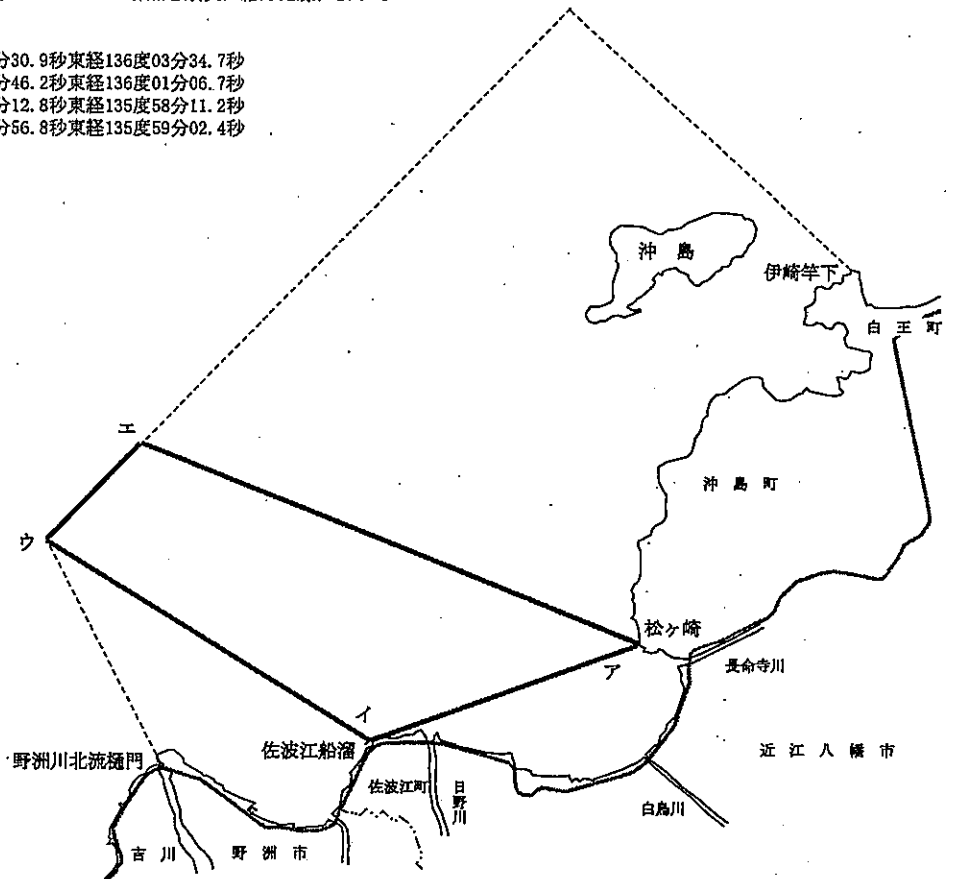 分30.9秒東経136度03分34.7秒
分46.2秒東経136度01分06.7秒
分12.8秒東経135度58分11.2秒
分56.8秒東経135度59分02.4秒
沖島
伊崎竿下
白王町
エ
沖島町
ウ
松ヶ崎
ア
長命寺川
イ
佐波江船溜
近江八幡市
野洲川北流樋門
佐波江町
日野川
白鳥川
吉川
野洲市